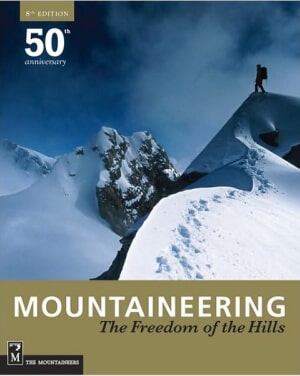 8TH EDITION
50th
anniversary
MOUNTAINEERING
The Freedom of the Hills
M
THE MOUNTAINEERS